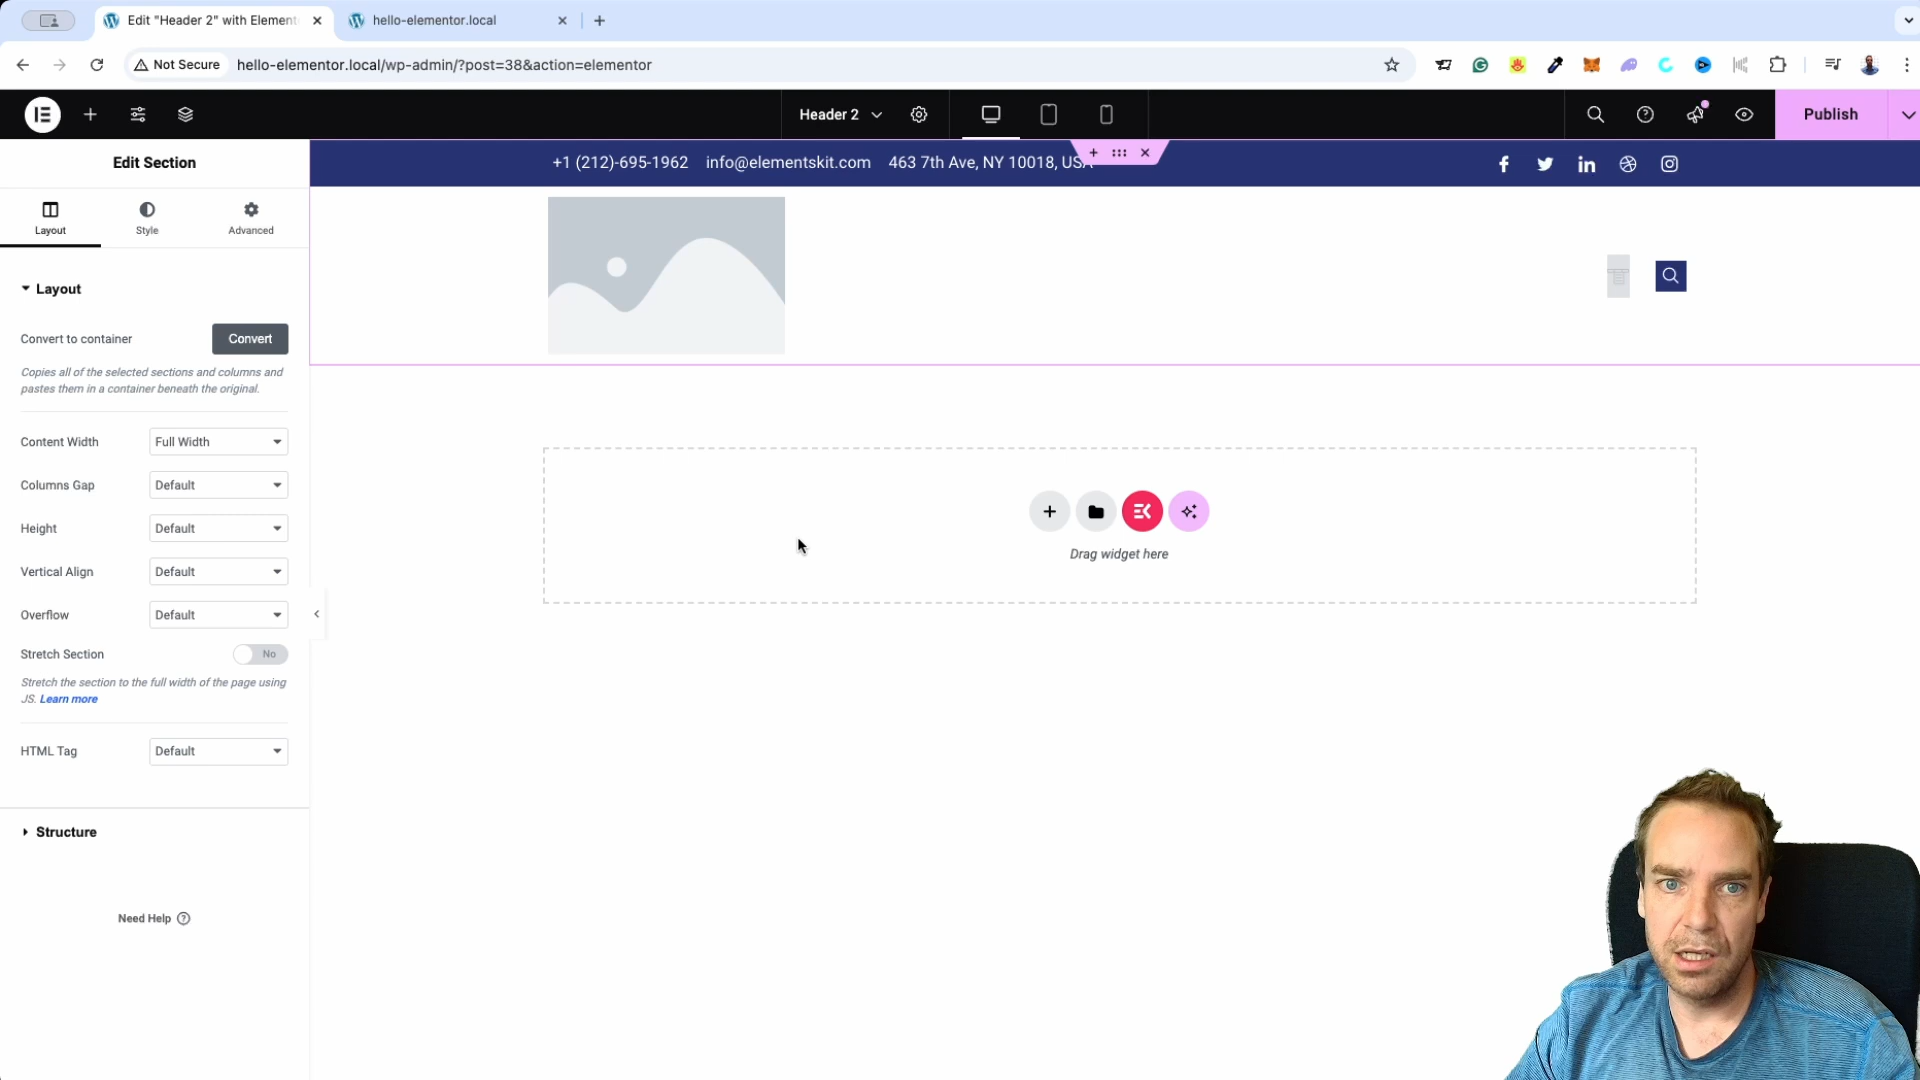 Edit "Header 2" with Element
hello-elementor.local
Not Secure
hello-elementor.local/wp-admin/?post=38&action=elementor
Header 2
Publish
Edit Section
+1 (212)-695-1962 info@elementskit.com 463 7th Ave, NY 10018, USA
Layout
Style
Advanced
Layout
Convert to container
Convert
Copies all of the selected sections and columns and
pastes them in a container beneath the original.
Content Width
Full Width
Columns Gap
Default
Height
Default
Vertical Align
Default
Overflow
Default
Stretch Section
No
Stretch the section to the full width of the page using
JS. Learn more
HTML Tag
Default
Structure
Need Help
Drag widget here